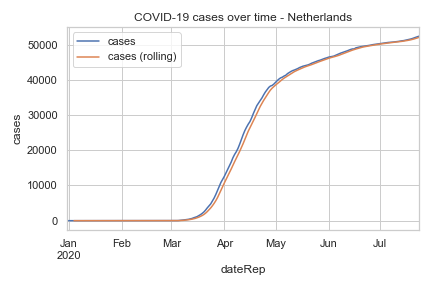 COVID-19 cases over time - Netherlands
cases
cases (rolling)
50000
40000
30000
20000
10000
0
cases
Jan
2020
Feb
Mar
Apr
May
Jun
Jul
dateRep